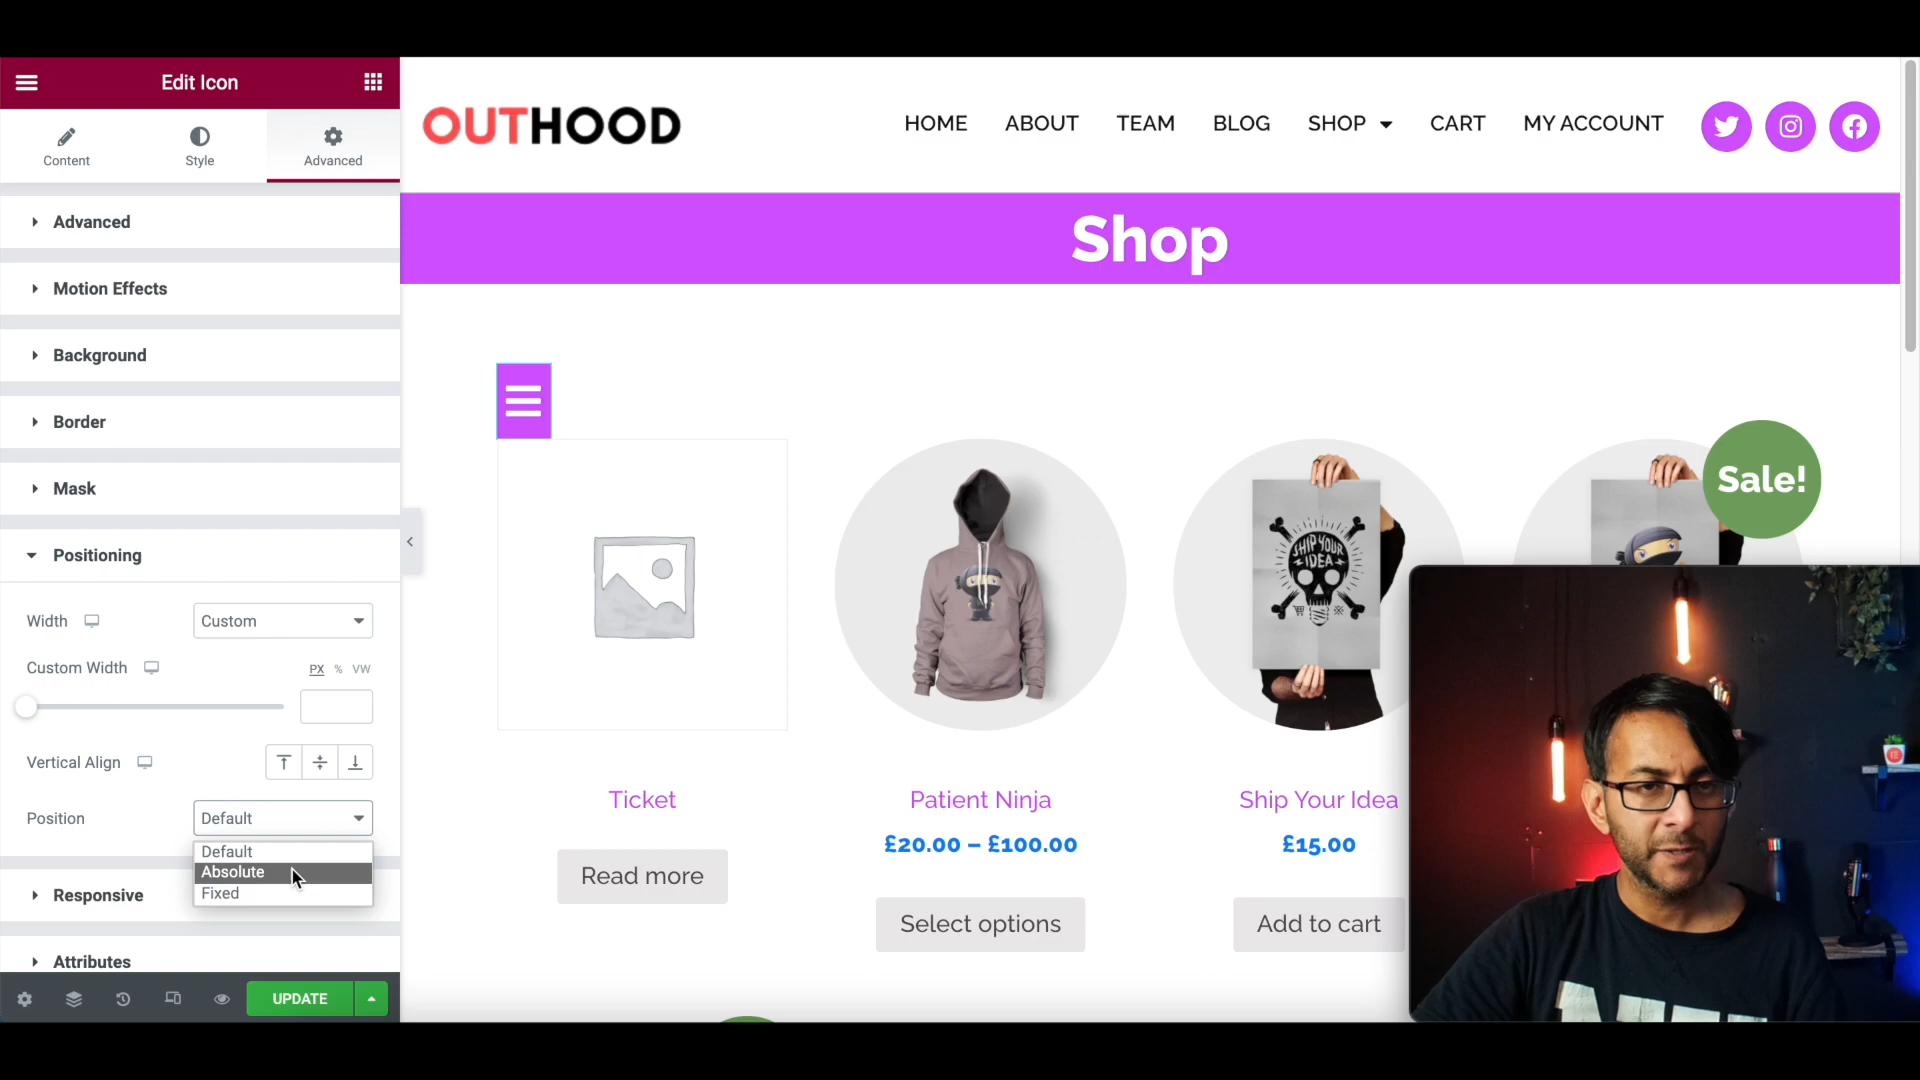 Edit Icon
Content Style Advanced
Advanced
Motion Effects
Background
Border
Mask
Positioning
Width Custom
Custom Width PX % VW
Vertical Align
Position Default
Default
Absolute
Fixed
Responsive
Attributes
UPDATE
OUTHOOD HOME ABOUT TEAM BLOG SHOP CART MY ACCOUNT
Shop
Sale!
SHIP YOUR
IDEA
Ticket
Read more
Patient Ninja
£20.00 – £100.00
Select options
Ship Your Idea
£15.00
Add to cart